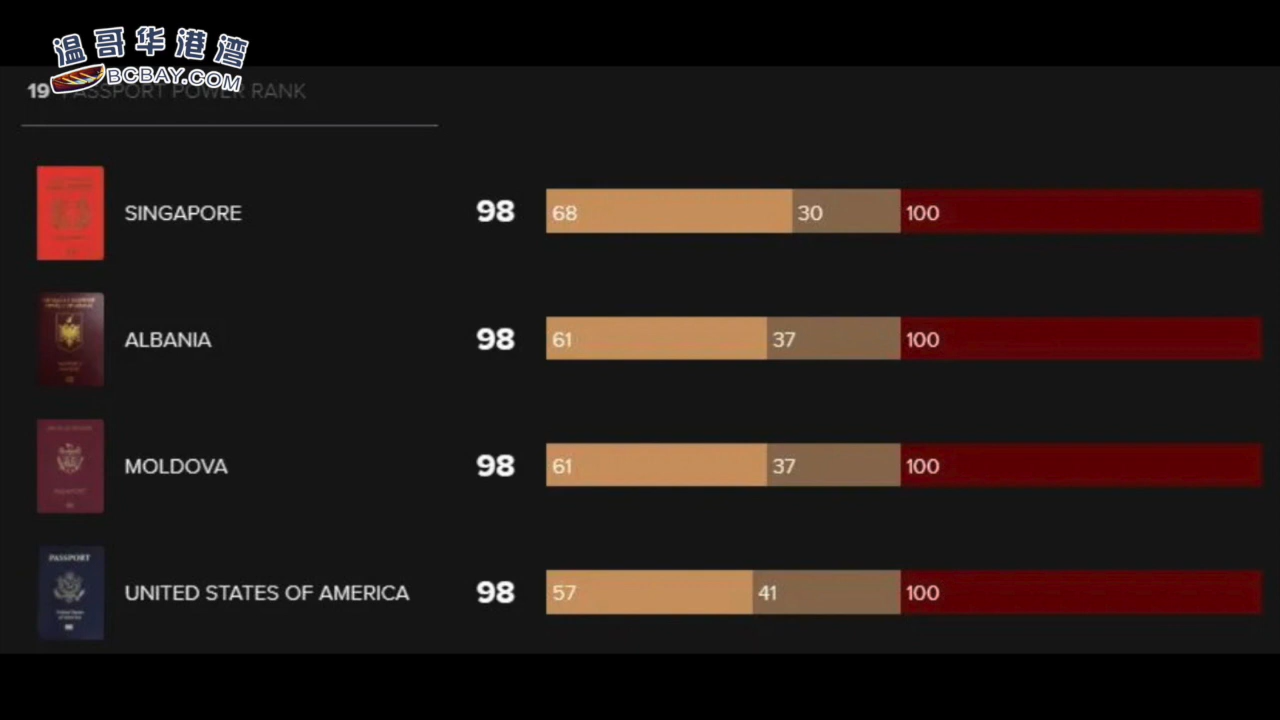 温哥华港湾
BCBAY.COM
19 PASSPORT POWER RANK
SINGAPORE 98 68 30 100
ALBANIA 98 61 37 100
MOLDOVA 98 61 37 100
PASSPORT
UNITED STATES OF AMERICA 98 57 41 100